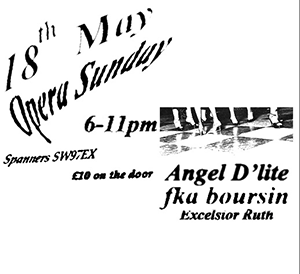 18th May
Opera Sunday
6-11pm
Spanners SW97EX
£10 on the door
Angel D'lite
fka boursin
Excelsior Ruth